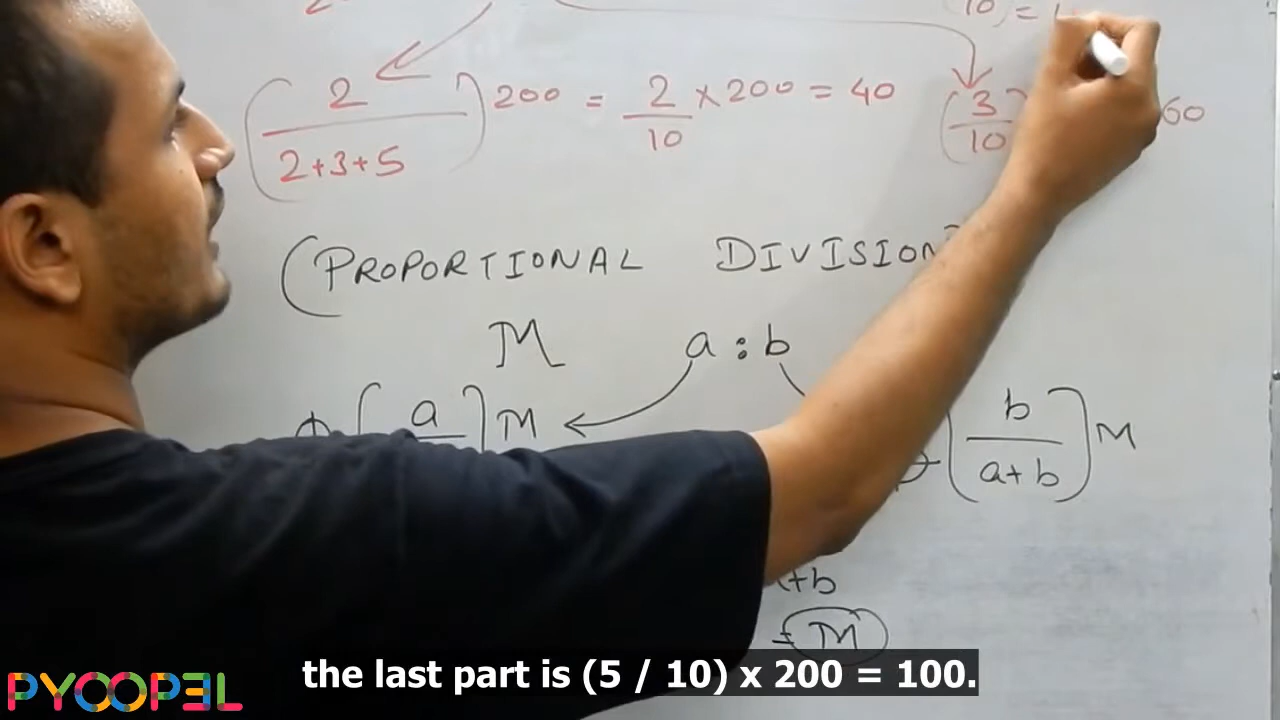 10) =
(2 / 2+3+5) 200 = 2/10 × 200 = 40 (3/10 60
(PROPORTIONAL DIVISION
M a : b
[a M [b / a+b] M
+b
= M
the last part is (5 / 10) x 200 = 100.
PYOOPEL